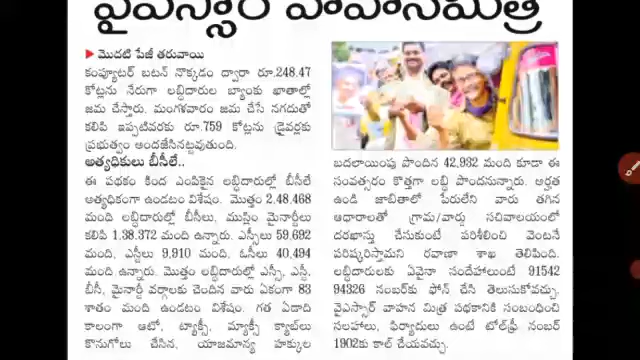 వైఎస్సార్ వాహనమిత్ర
▶ మొదటి పేజీ తరువాయి
కంప్యూటర్ బటన్ నొక్కడం ద్వారా రూ.248.47
కోట్లను నేరుగా లబ్ధిదారుల బ్యాంకు ఖాతాల్లో
జమ చేస్తారు. మంగళవారం జమ చేసే నగదుతో
కలిపి ఇప్పటివరకు రూ.759 కోట్లను డ్రైవర్లకు
ప్రభుత్వం అందజేసినట్టవుతుంది.
అత్యధికులు బీసీలే..
ఈ పథకం కింద ఎంపికైన లబ్ధిదారుల్లో బీసీలే
అత్యధికంగా ఉండటం విశేషం. మొత్తం 2,48,468
మంది లబ్ధిదారుల్లో బీసీలు, ముస్లిం మైనార్టీలు
కలిపి 1,38,372 మంది ఉన్నారు. ఎస్సీలు 59,692
మంది, ఎస్టీలు 9,910 మంది, ఓసీలు 40,494
మంది ఉన్నారు. మొత్తం లబ్ధిదారుల్లో ఎస్సీ, ఎస్టీ,
బీసీ, మైనార్టీ వర్గాలకు చెందిన వారు ఏకంగా 83
శాతం మంది ఉండటం విశేషం. గత ఏడాది
కాలంగా ఆటో, ట్యాక్సీ, మ్యాక్సీ క్యాబ్‌లు
కొనుగోలు చేసిన, యాజమాన్య హక్కుల
బదలాయింపు పొందిన 42,932 మంది కూడా ఈ
సంవత్సరం కొత్తగా లబ్ధి పొందనున్నారు. అర్హత
ఉండి జాబితాలో పేరులేని వారు తగిన
ఆధారాలతో గ్రామ/వార్డు సచివాలయంలో
దరఖాస్తు చేసుకుంటే పరిశీలించి వెంటనే
పరిష్కరిస్తామని రవాణా శాఖ తెలిపింది.
లబ్ధిదారులకు ఏవైనా సందేహాలుంటే 91542
94326 నంబర్‌కు ఫోన్ చేసి తెలుసుకోవచ్చు.
వైఎస్సార్ వాహన మిత్ర పథకానికి సంబంధించి
సలహాలు, ఫిర్యాదులు ఉంటే టోల్‌ఫ్రీ నంబర్
1902కు కాల్ చేయవచ్చు.